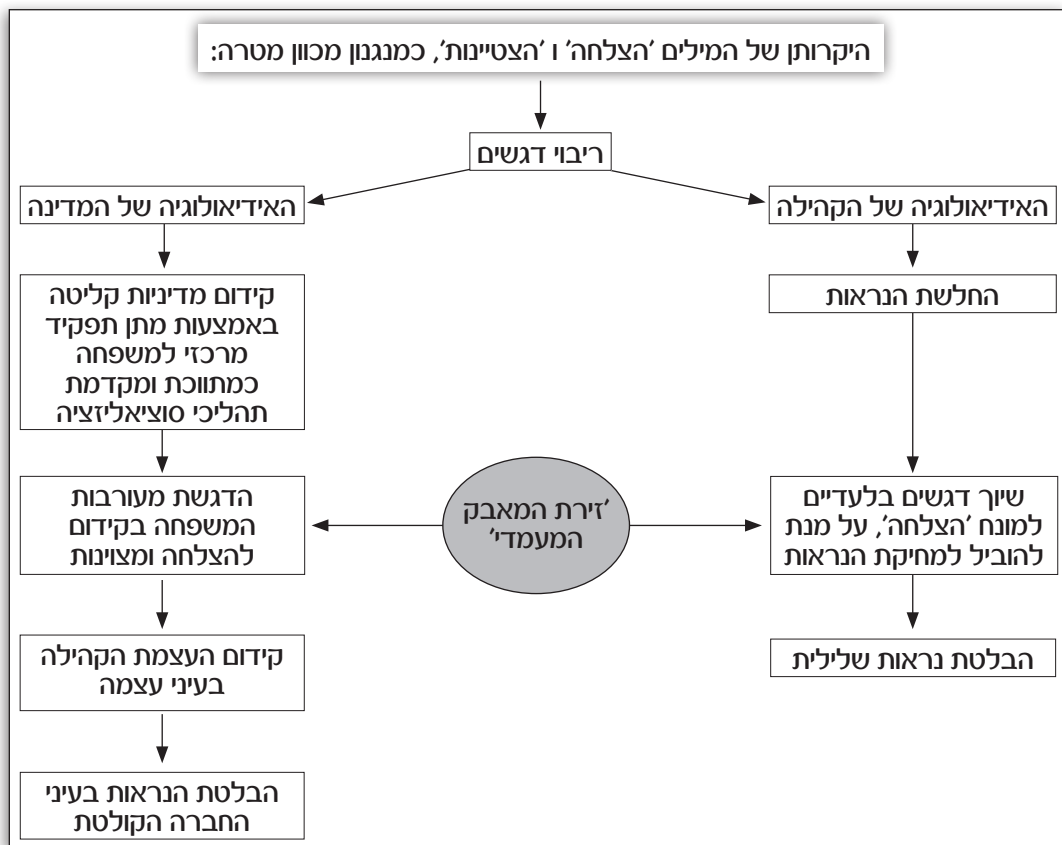 היקרותן של המילים 'הצלחה' ו 'הצטיינות', כמנגנון מכוון מטרה:
ריבוי דגשים
האידיאולוגיה של הקהילה
החלשת הנראות
שיוך דגשים בלעדיים
למונח 'הצלחה', על מנת
להוביל למחיקת הנראות
הבלטת נראות שלילית
'זירת המאבק
המעמדי'
האידיאולוגיה של המדינה
קידום מדיניות קליטה
באמצעות מתן תפקיד
מרכזי למשפחה
כמתווכת ומקדמת
תהליכי סוציאליזציה
הדגשת מעורבות
המשפחה בקידום
להצלחה ומצוינות
קידום העצמת הקהילה
בעיני עצמה
הבלטת הנראות בעיני
החברה הקולטת